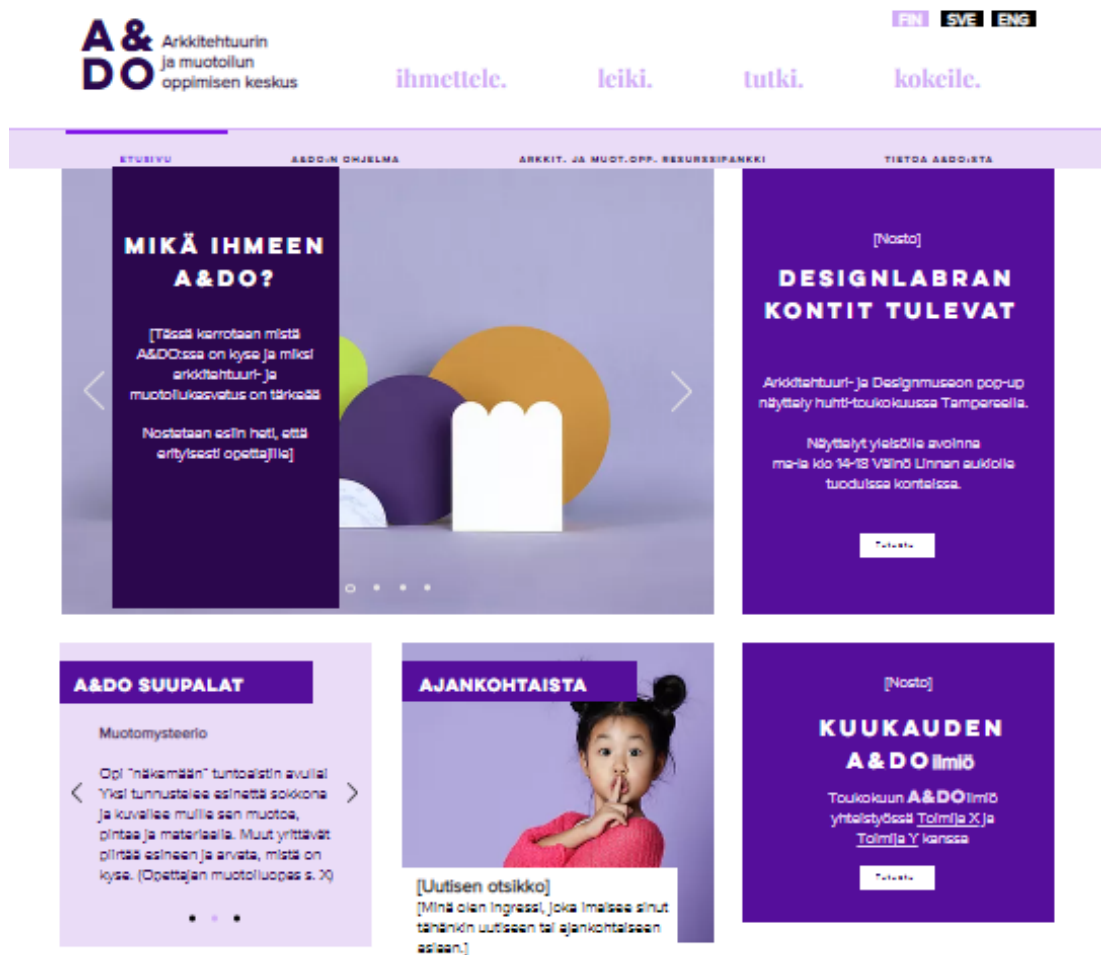 FIN SVE ENG
A & DO
Arkkitehtuurin
ja muotoilun
oppimisen keskus
ihmettele. leiki. tutki. kokeile.
ETUSIVU A&DO:N OHJELMA ARKKIT. JA MUOT.OPP. RESURSSIPANKKI TIETOA A&DO:STA
MIKÄ IHMEEN
A&DO?
[Tässä kerrotaan mistä
A&DO:ssa on kyse ja miksi
arkkitehtuuri- ja
muotoilukasvatus on tärkeää
Nostetaan esiin heti, että
erityisesti opettajille]
[Nosto]
DESIGNLABRAN
KONTIT TULEVAT
Arkkitehtuuri- ja Designmuseon pop-up
näyttely huhti-toukokuussa Tampereella.
Näyttelyt yleisölle avoinna
ma-la klo 14-18 Väinö Linnan aukiolle
tuoduissa konteissa.
Tutustu
A&DO SUUPALAT
Muotomysteerio
Opi "näkemään" tuntoaistin avulla!
Yksi tunnustelee esinettä sokkona
ja kuvailee muille sen muotoa,
pintaa ja materiaalia. Muut yrittävät
piirtää esineen ja arvata, mistä on
kyse. (Opettajan muotoiluopas s. X)
AJANKOHTAISTA
[Uutisen otsikko]
[Minä olen ingressi, joka imaisee sinut
tähänkin uutiseen tai ajankohtaiseen
asiaan.]
[Nosto]
KUUKAUDEN
A&DO ilmiö
Toukokuun A&DO ilmiö
yhteistyössä Toimija X ja
Toimija Y kanssa
Tutustu